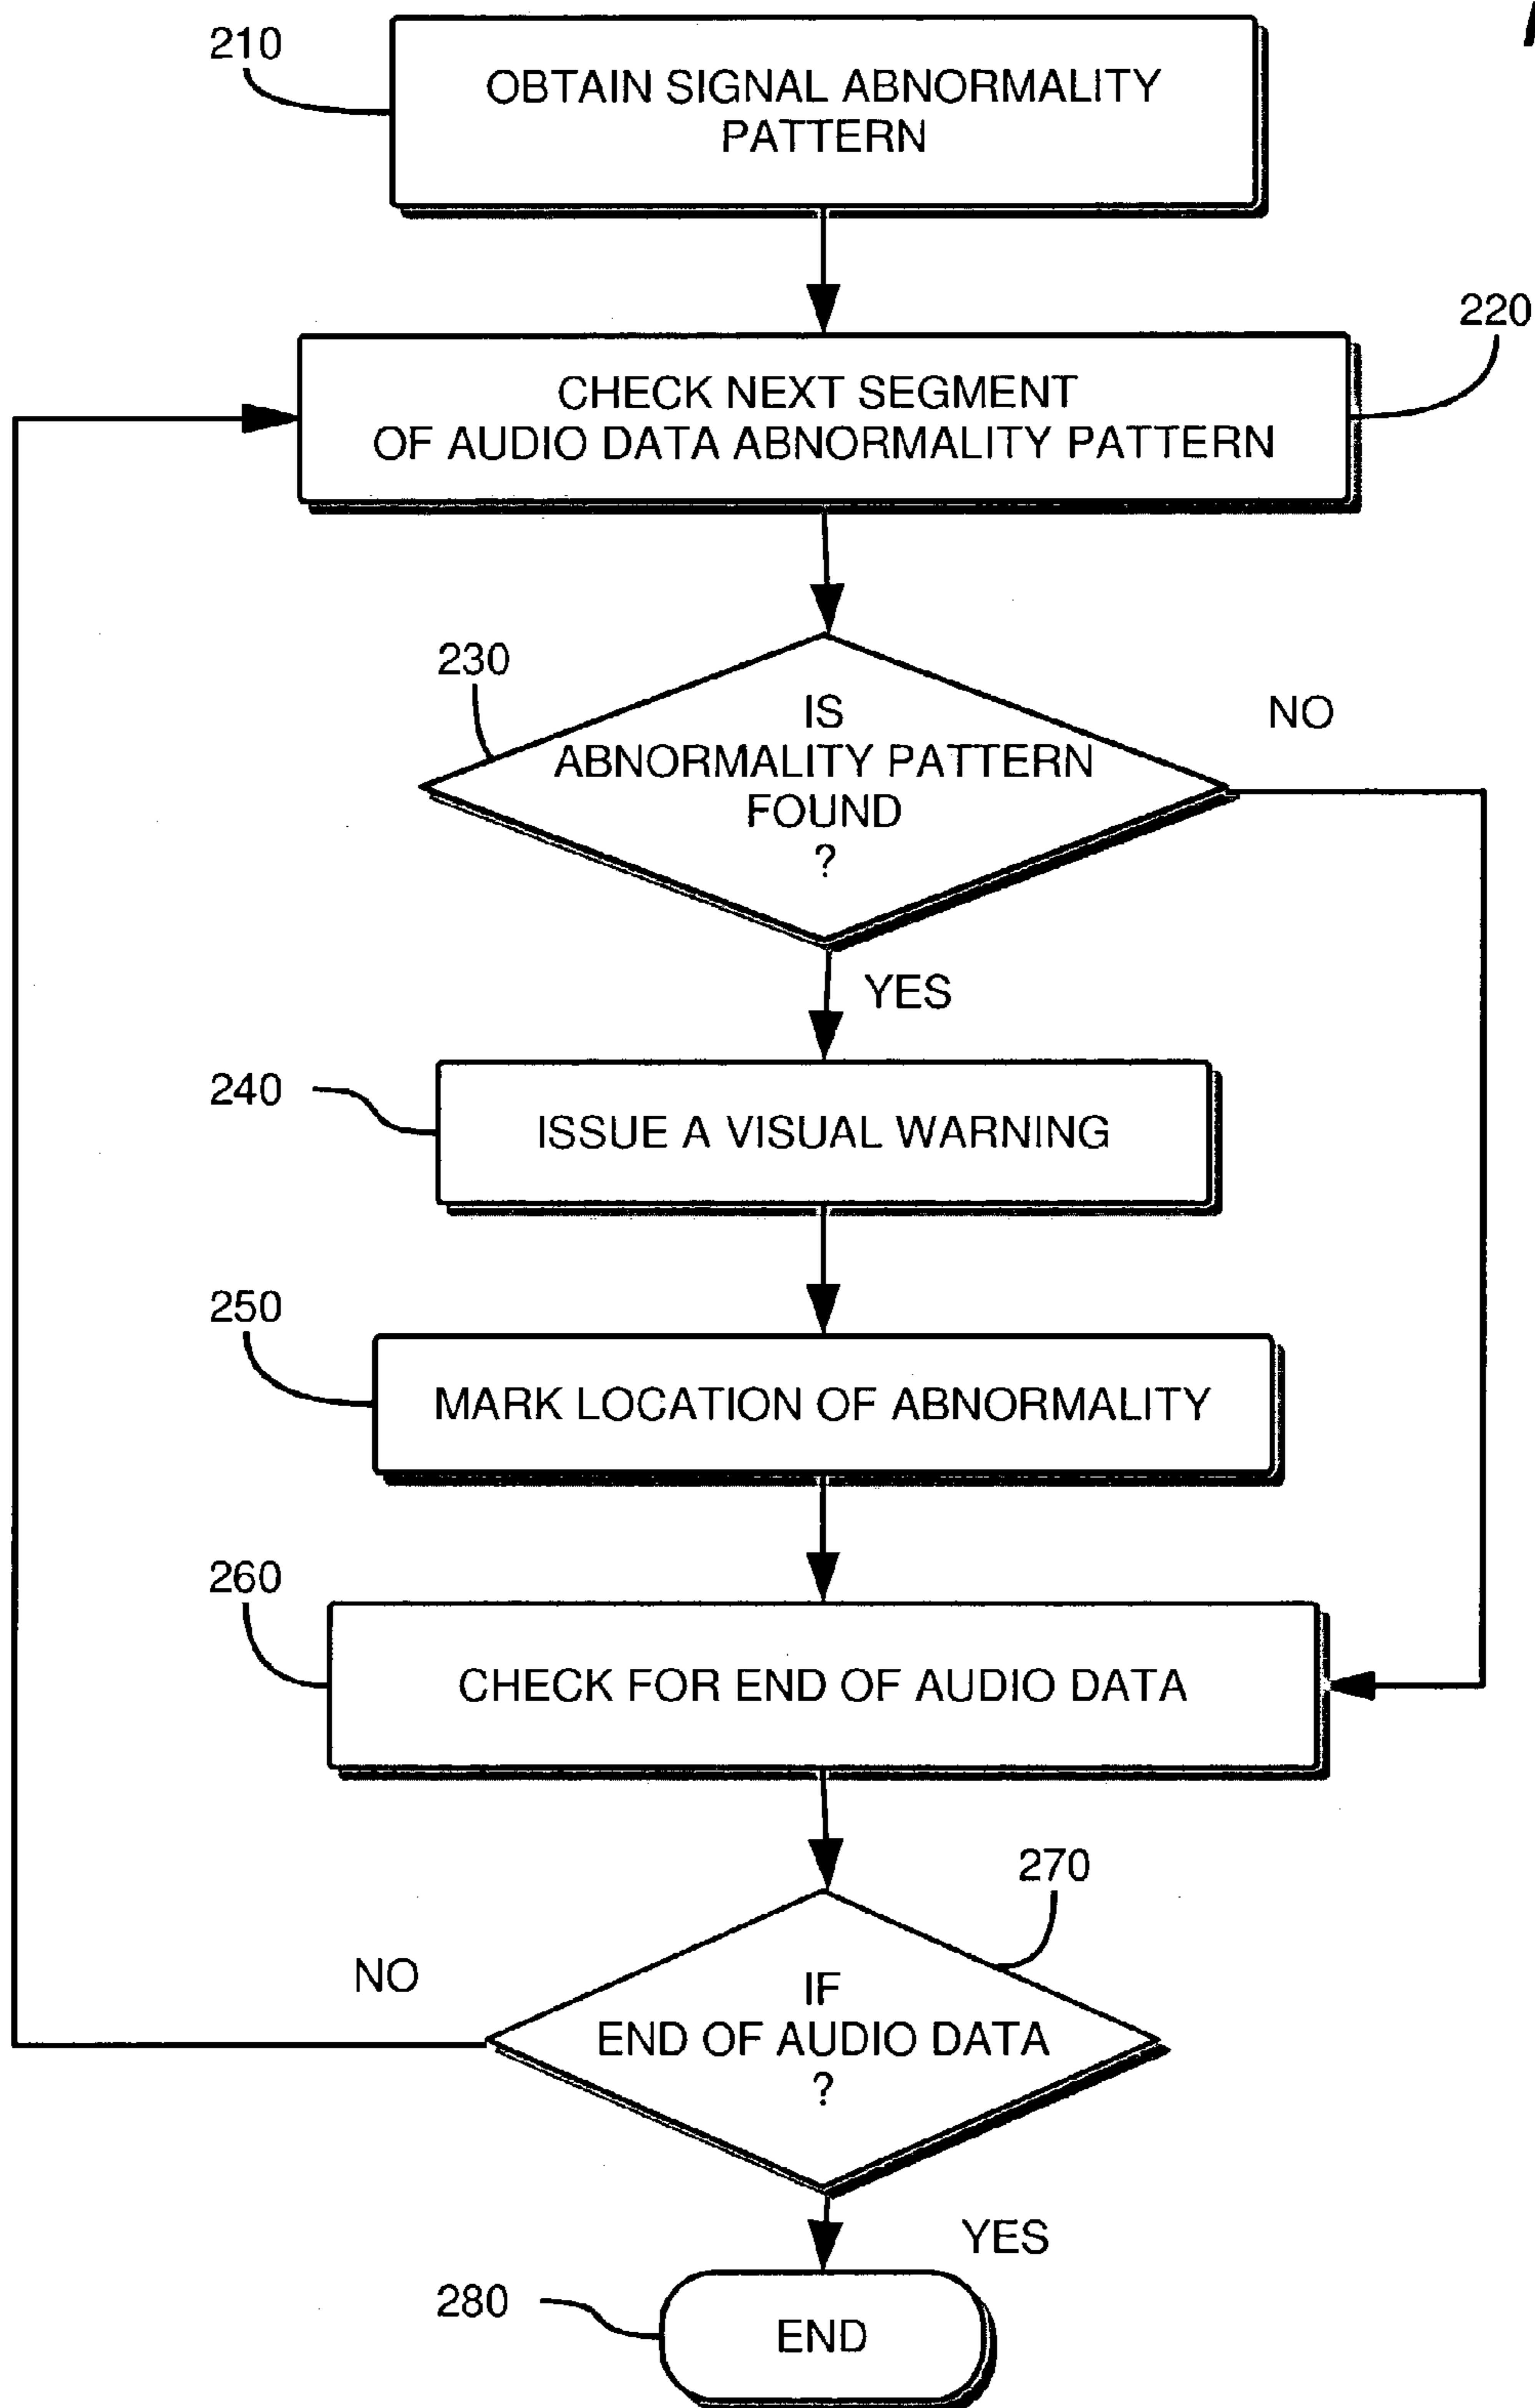 210
OBTAIN SIGNAL ABNORMALITY
PATTERN
220
CHECK NEXT SEGMENT
OF AUDIO DATA ABNORMALITY PATTERN
230
IS
ABNORMALITY PATTERN
FOUND
?
NO
YES
240
ISSUE A VISUAL WARNING
250
MARK LOCATION OF ABNORMALITY
260
CHECK FOR END OF AUDIO DATA
270
NO
IF
END OF AUDIO DATA
?
YES
280
END